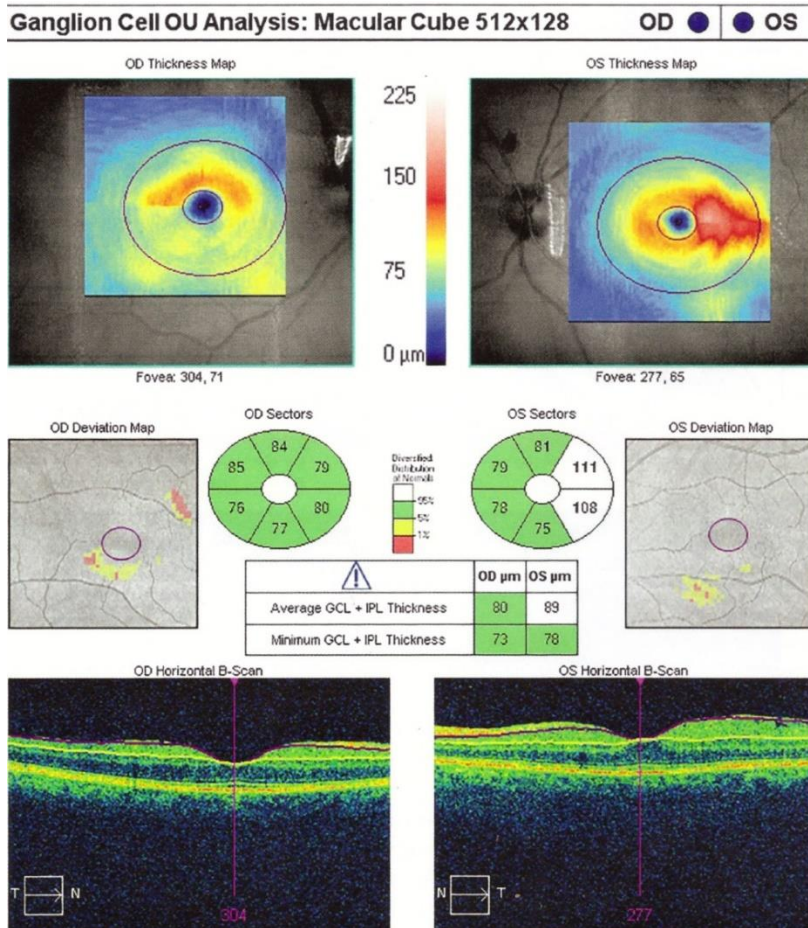 Ganglion Cell OU Analysis: Macular Cube 512x128 OD OS
OD Thickness Map
OS Thickness Map
225
150
75
0 µm
Fovea: 304, 71
Fovea: 277, 65
OD Deviation Map
OD Sectors
84
85
79
76
80
77
Diversified
Distribution
of Normals
95%
5%
1%
OS Sectors
81
79
111
78
108
75
OS Deviation Map
OD µm OS µm
Average GCL + IPL Thickness 80 89
Minimum GCL + IPL Thickness 73 78
OD Horizontal B-Scan
OS Horizontal B-Scan
T N
304
N T
277